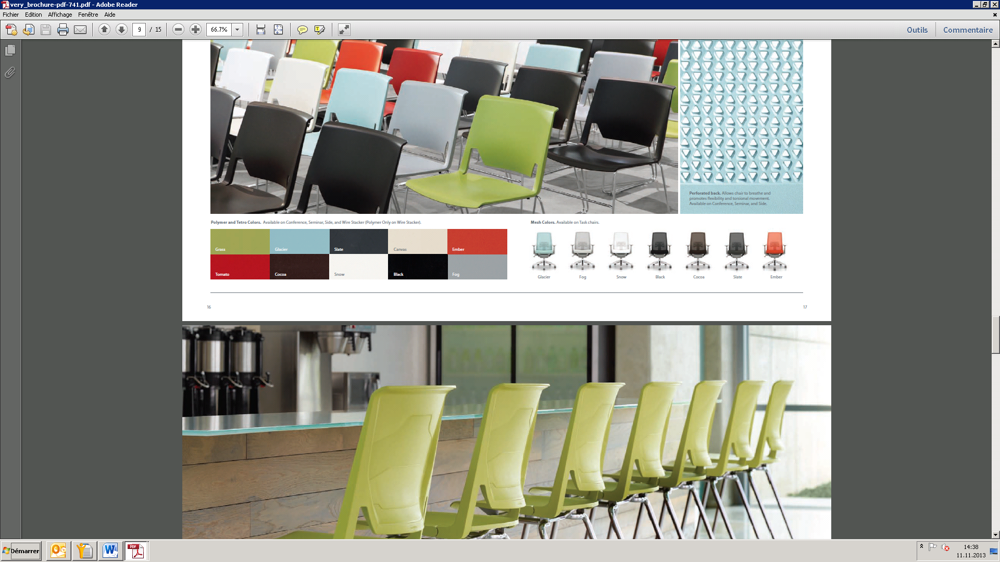 very_brochure-pdf-741.pdf - Adobe Reader
Fichier Edition Affichage Fenêtre Aide
9 / 15 66.7% Outils Commentaire
Perforated back. Allows chair to breathe and
promotes flexibility and torsional movement.
Available on Conference, Seminar, and Side.
Polymer and Tetro Colors. Available on Conference, Seminar, Side, and Wire Stacker (Polymer Only on Wire Stacker).
Grass Glacier Slate Canvas Ember
Tomato Cocoa Snow Black Fog
Mesh Colors. Available on Task chairs.
Glacier Fog Snow Black Cocoa Slate Ember
16 17
Démarrer
PDF
14:38
11.11.2013